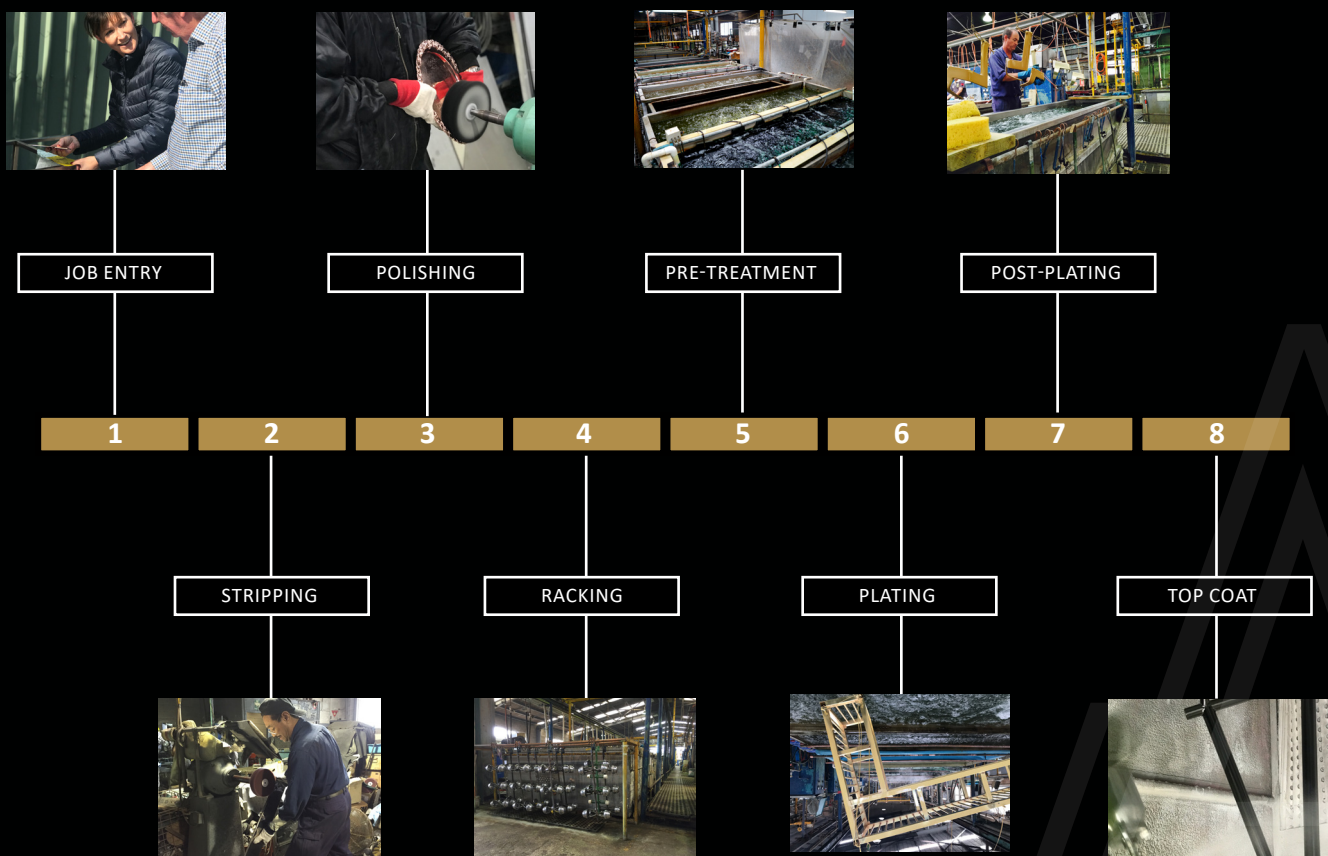 JOB ENTRY
POLISHING
PRE-TREATMENT
POST-PLATING
1
2
3
4
5
6
7
8
STRIPPING
RACKING
PLATING
TOP COAT